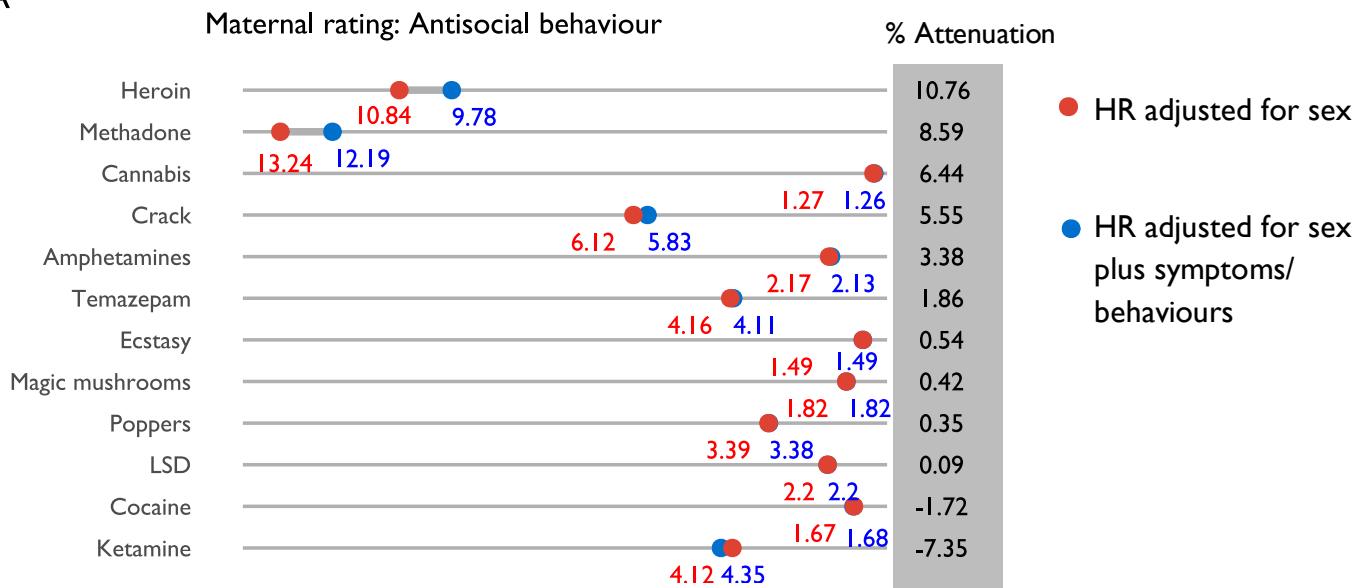 Maternal rating: Antisocial behaviour
% Attenuation
Heroin 10.84 9.78 10.76
Methadone 13.24 12.19 8.59
Cannabis 1.27 1.26 6.44
Crack 6.12 5.83 5.55
Amphetamines 2.17 2.13 3.38
Temazepam 4.16 4.11 1.86
Ecstasy 1.49 1.49 0.54
Magic mushrooms 1.82 1.82 0.42
Poppers 3.39 3.38 0.35
LSD 2.2 2.2 0.09
Cocaine 1.67 1.68 -1.72
Ketamine 4.12 4.35 -7.35
HR adjusted for sex
HR adjusted for sex
plus symptoms/
behaviours